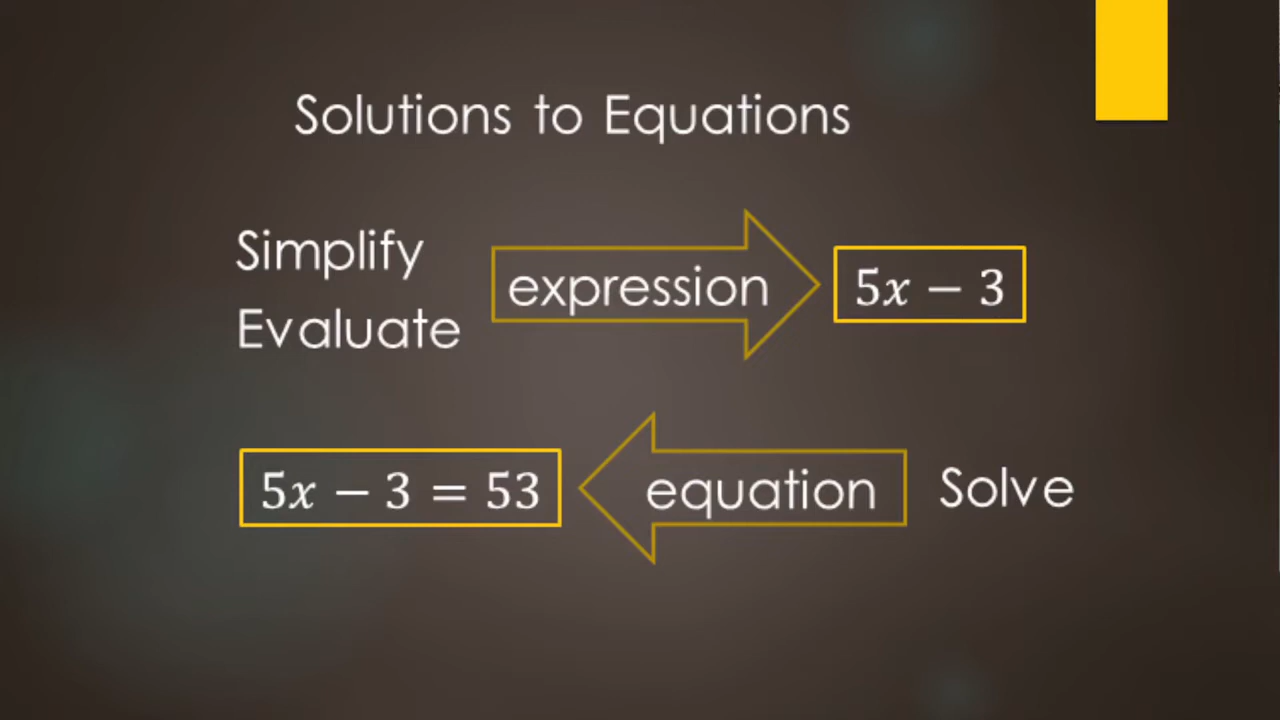 Solutions to Equations
Simplify
Evaluate
expression
5x − 3
5x − 3 = 53
equation
Solve